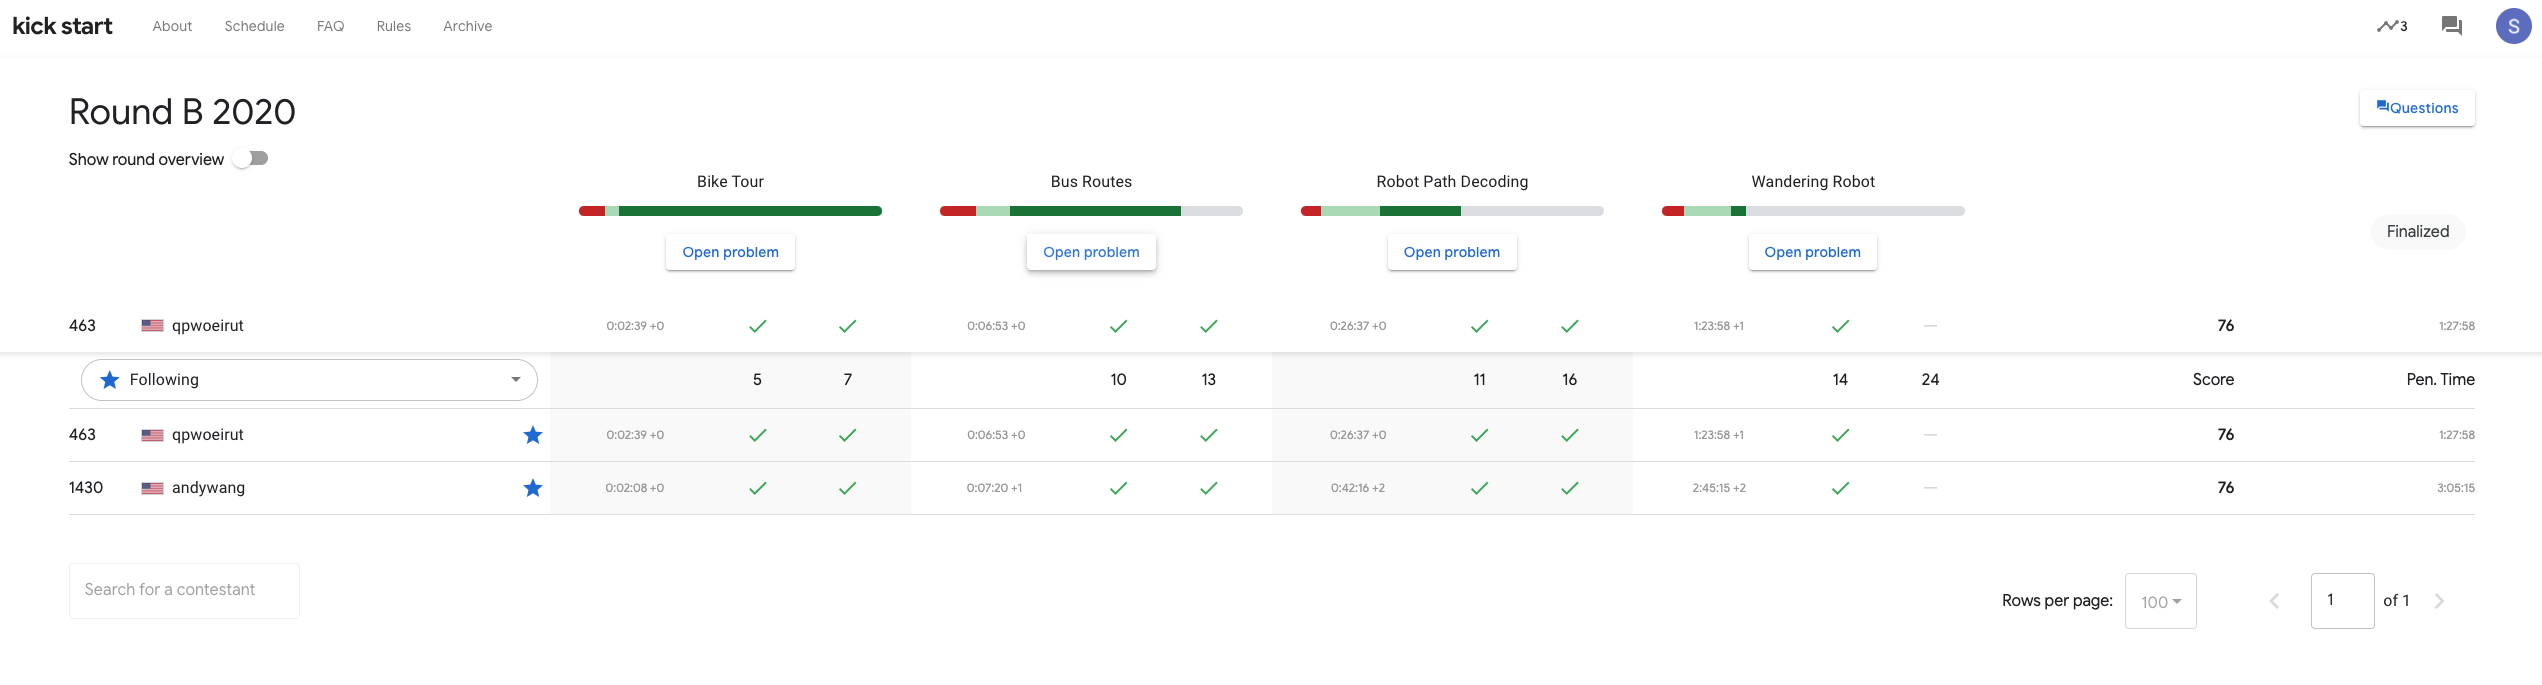 kick start About Schedule FAQ Rules Archive 3 S
Round B 2020
Questions
Show round overview
Bike Tour Bus Routes Robot Path Decoding Wandering Robot
Open problem Open problem Open problem Open problem
Finalized
463 qpwoeirut 0:02:39 +0 0:06:53 +0 0:26:37 +0 1:23:58 +1 76 1:27:58
Following 5 7 10 13 11 16 14 24 Score Pen. Time
463 qpwoeirut 0:02:39 +0 0:06:53 +0 0:26:37 +0 1:23:58 +1 76 1:27:58
1430 andywang 0:02:08 +0 0:07:20 +1 0:42:16 +2 2:45:15 +2 76 3:05:15
Search for a contestant
Rows per page: 100 1 of 1